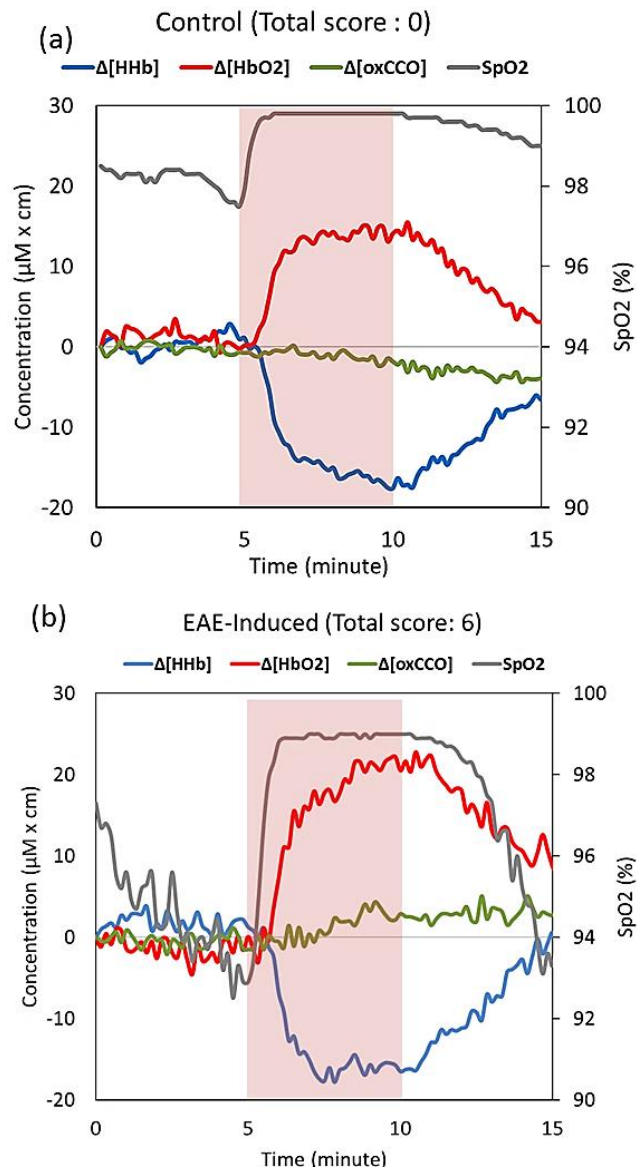 (a)
Control (Total score : 0)
Δ[HHb] Δ[HbO2] Δ[oxCCO] SpO2
30 100
20 98
10 96
0 94
-10 92
-20 90
Concentration (µM x cm)
SpO2 (%)
0 5 10 15
Time (minute)
(b)
EAE-Induced (Total score: 6)
Δ[HHb] Δ[HbO2] Δ[oxCCO] SpO2
30 100
20 98
10 96
0 94
-10 92
-20 90
Concentration (µM x cm)
SpO2 (%)
0 5 10 15
Time (minute)